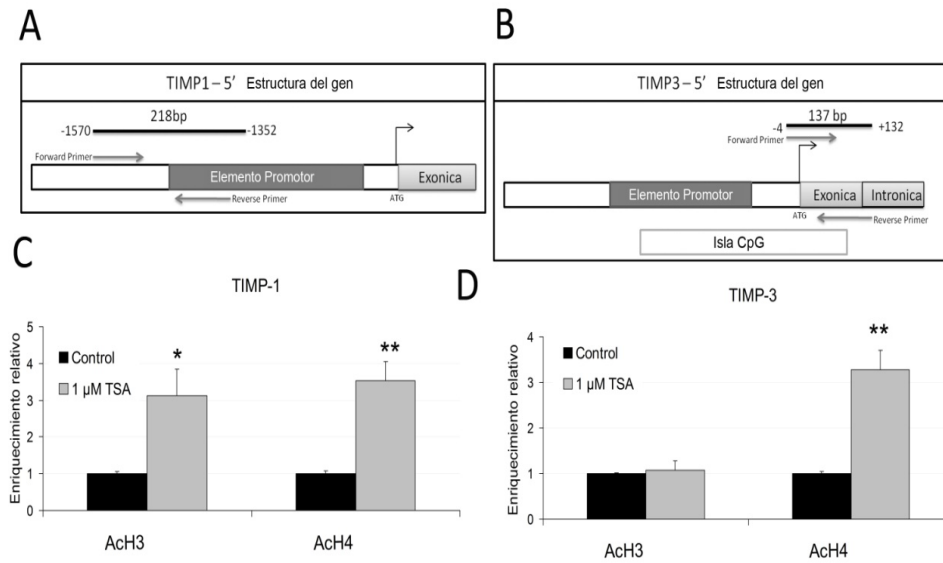 A
TIMP1 – 5' Estructura del gen
218bp
-1570
-1352
Forward Primer
Elemento Promotor
Exonica
Reverse Primer
ATG
B
TIMP3 – 5' Estructura del gen
137 bp
-4
+132
Forward Primer
Elemento Promotor
Exonica
Intronica
ATG
Reverse Primer
Isla CpG
C
TIMP-1
Enriquecimiento relativo
5
4
3
2
1
0
Control
1 µM TSA
*
**
AcH3
AcH4
D
TIMP-3
Enriquecimiento relativo
4
3
2
1
0
Control
1 µM TSA
**
AcH3
AcH4